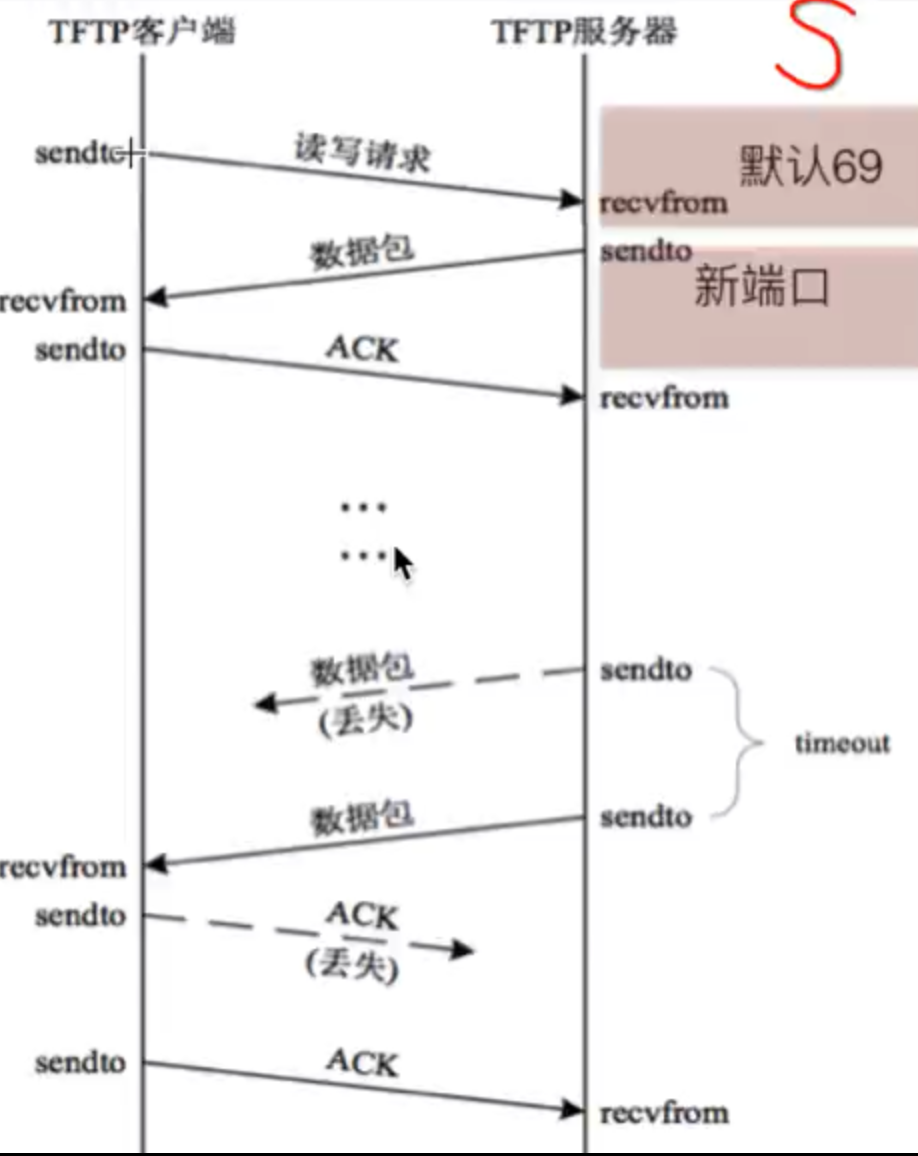 TFTP客户端 TFTP服务器 S
sendto 读写请求 默认69
recvfrom
数据包 sendto
recvfrom 新端口
sendto ACK
recvfrom
...
...
数据包 sendto
(丢失)
timeout
数据包 sendto
recvfrom
sendto ACK
(丢失)
sendto ACK
recvfrom